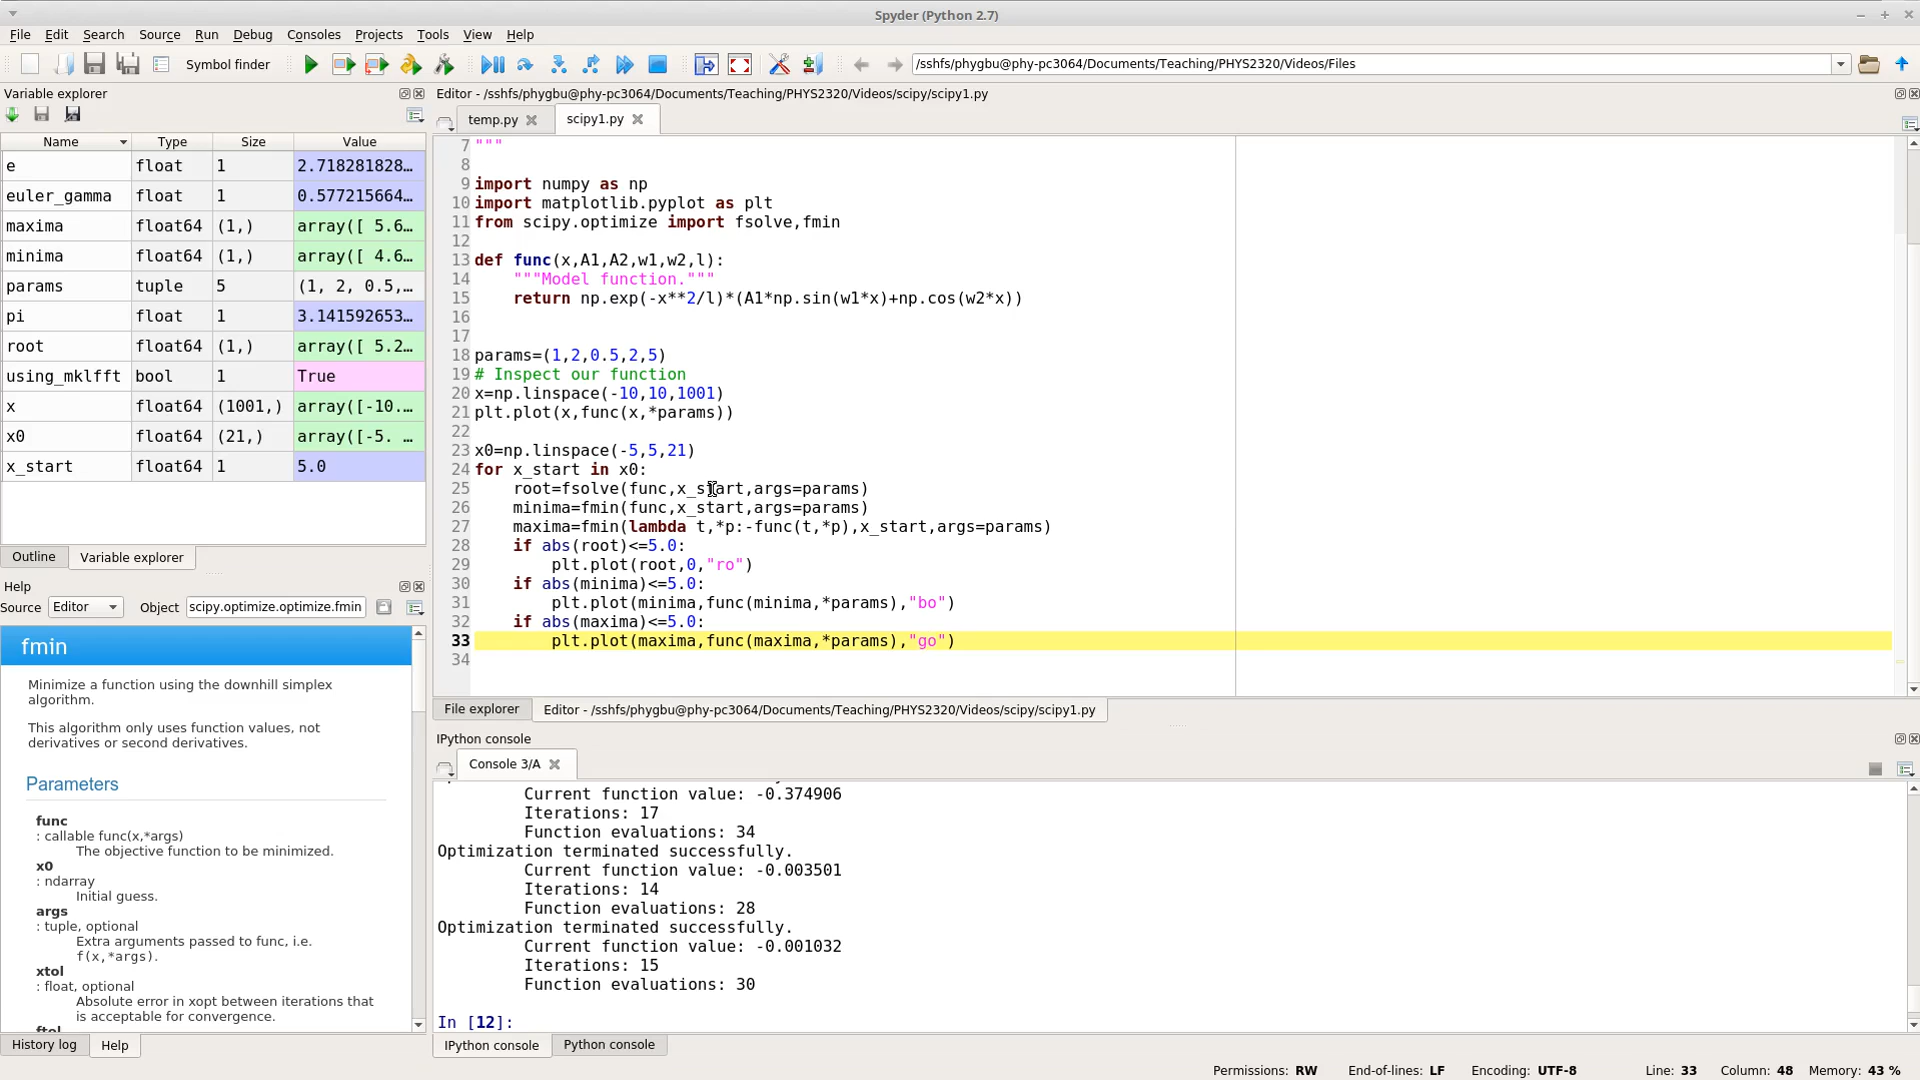 Spyder (Python 2.7)
File Edit Search Source Run Debug Consoles Projects Tools View Help
Symbol finder
/sshfs/phygbu@phy-pc3064/Documents/Teaching/PHYS2320/Videos/Files
Variable explorer
Name Type Size Value
e float 1 2.718281828...
euler_gamma float 1 0.577215664...
maxima float64 (1,) array([ 5.6...
minima float64 (1,) array([ 4.6...
params tuple 5 (1, 2, 0.5,...
pi float 1 3.141592653...
root float64 (1,) array([ 5.2...
using_mklfft bool 1 True
x float64 (1001,) array([-10....
x0 float64 (21,) array([-5. ...
x_start float64 1 5.0
Outline Variable explorer
Help
Source Editor Object scipy.optimize.optimize.fmin
fmin
Minimize a function using the downhill simplex
algorithm.
This algorithm only uses function values, not
derivatives or second derivatives.
Parameters
func
: callable func(x,*args)
The objective function to be minimized.
x0
: ndarray
Initial guess.
args
: tuple, optional
Extra arguments passed to func, i.e.
f(x,*args).
xtol
: float, optional
Absolute error in xopt between iterations that
is acceptable for convergence.
ftol
History log Help
Editor - /sshfs/phygbu@phy-pc3064/Documents/Teaching/PHYS2320/Videos/scipy/scipy1.py
temp.py scipy1.py
7 """
8
9 import numpy as np
10 import matplotlib.pyplot as plt
11 from scipy.optimize import fsolve,fmin
12
13 def func(x,A1,A2,w1,w2,l):
14 """Model function."""
15 return np.exp(-x**2/l)*(A1*np.sin(w1*x)+np.cos(w2*x))
16
17
18 params=(1,2,0.5,2,5)
19 # Inspect our function
20 x=np.linspace(-10,10,1001)
21 plt.plot(x,func(x,*params))
22
23 x0=np.linspace(-5,5,21)
24 for x_start in x0:
25 root=fsolve(func,x_start,args=params)
26 minima=fmin(func,x_start,args=params)
27 maxima=fmin(lambda t,*p:-func(t,*p),x_start,args=params)
28 if abs(root)<=5.0:
29 plt.plot(root,0,"ro")
30 if abs(minima)<=5.0:
31 plt.plot(minima,func(minima,*params),"bo")
32 if abs(maxima)<=5.0:
33 plt.plot(maxima,func(maxima,*params),"go")
34
File explorer Editor - /sshfs/phygbu@phy-pc3064/Documents/Teaching/PHYS2320/Videos/scipy/scipy1.py
IPython console
Console 3/A
Current function value: -0.374906
Iterations: 17
Function evaluations: 34
Optimization terminated successfully.
Current function value: -0.003501
Iterations: 14
Function evaluations: 28
Optimization terminated successfully.
Current function value: -0.001032
Iterations: 15
Function evaluations: 30
In [12]:
IPython console Python console
Permissions: RW End-of-lines: LF Encoding: UTF-8 Line: 33 Column: 48 Memory: 43 %